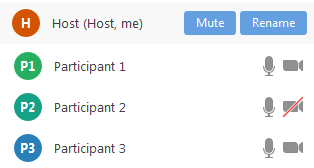 H Host (Host, me) Mute Rename
P1 Participant 1
P2 Participant 2
P3 Participant 3